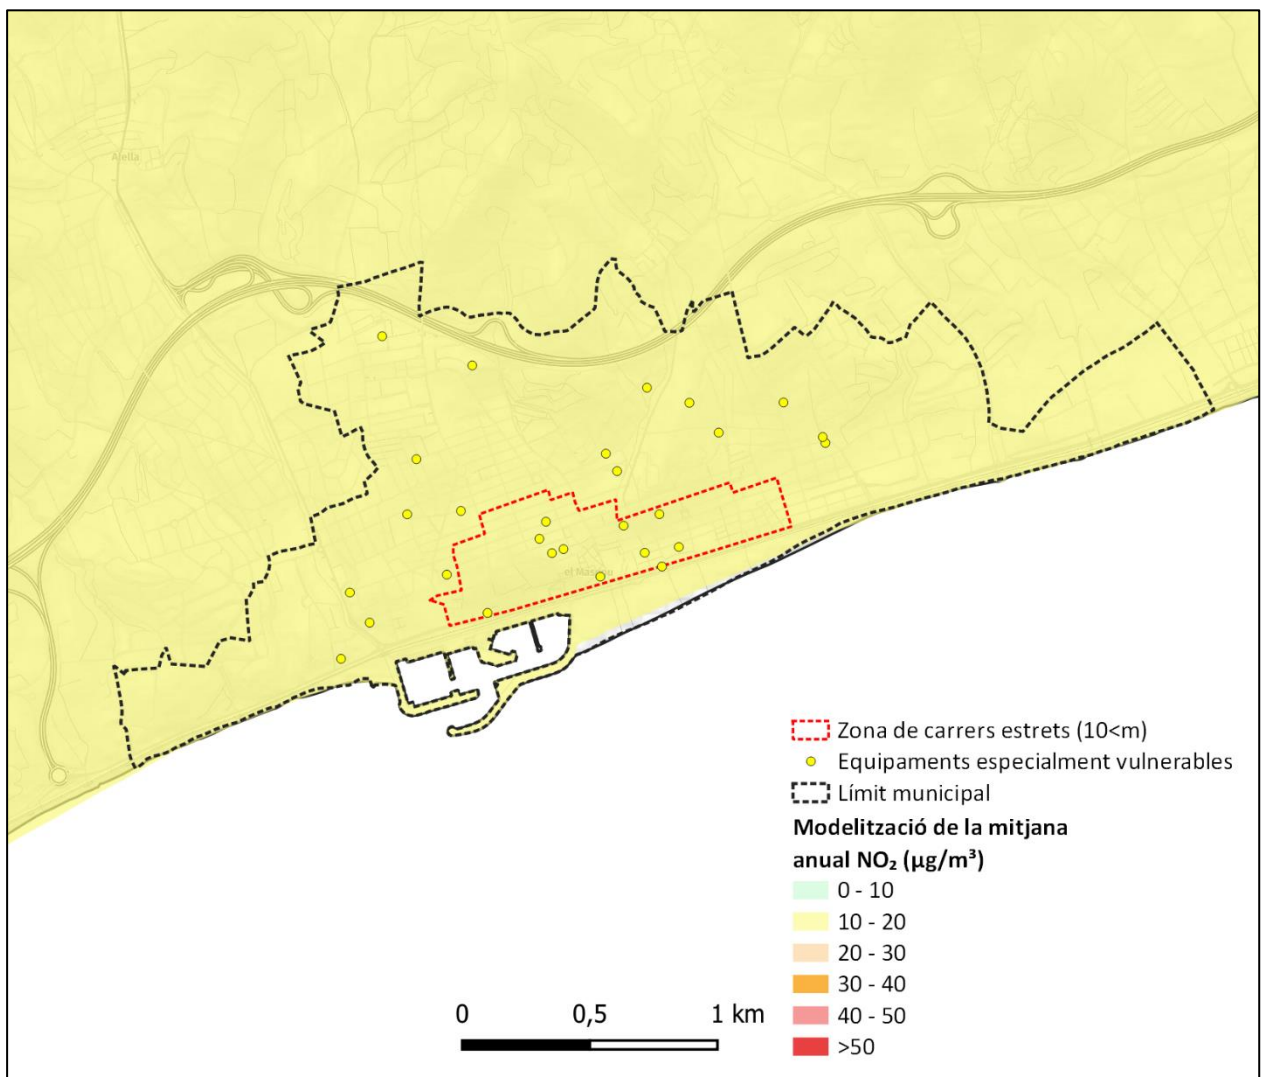 Alella
el Masnou
Zona de carrers estrets (10<m)
Equipaments especialment vulnerables
Límit municipal
Modelització de la mitjana
anual NO₂ (µg/m³)
0 - 10
10 - 20
20 - 30
30 - 40
40 - 50
>50
0 0,5 1 km